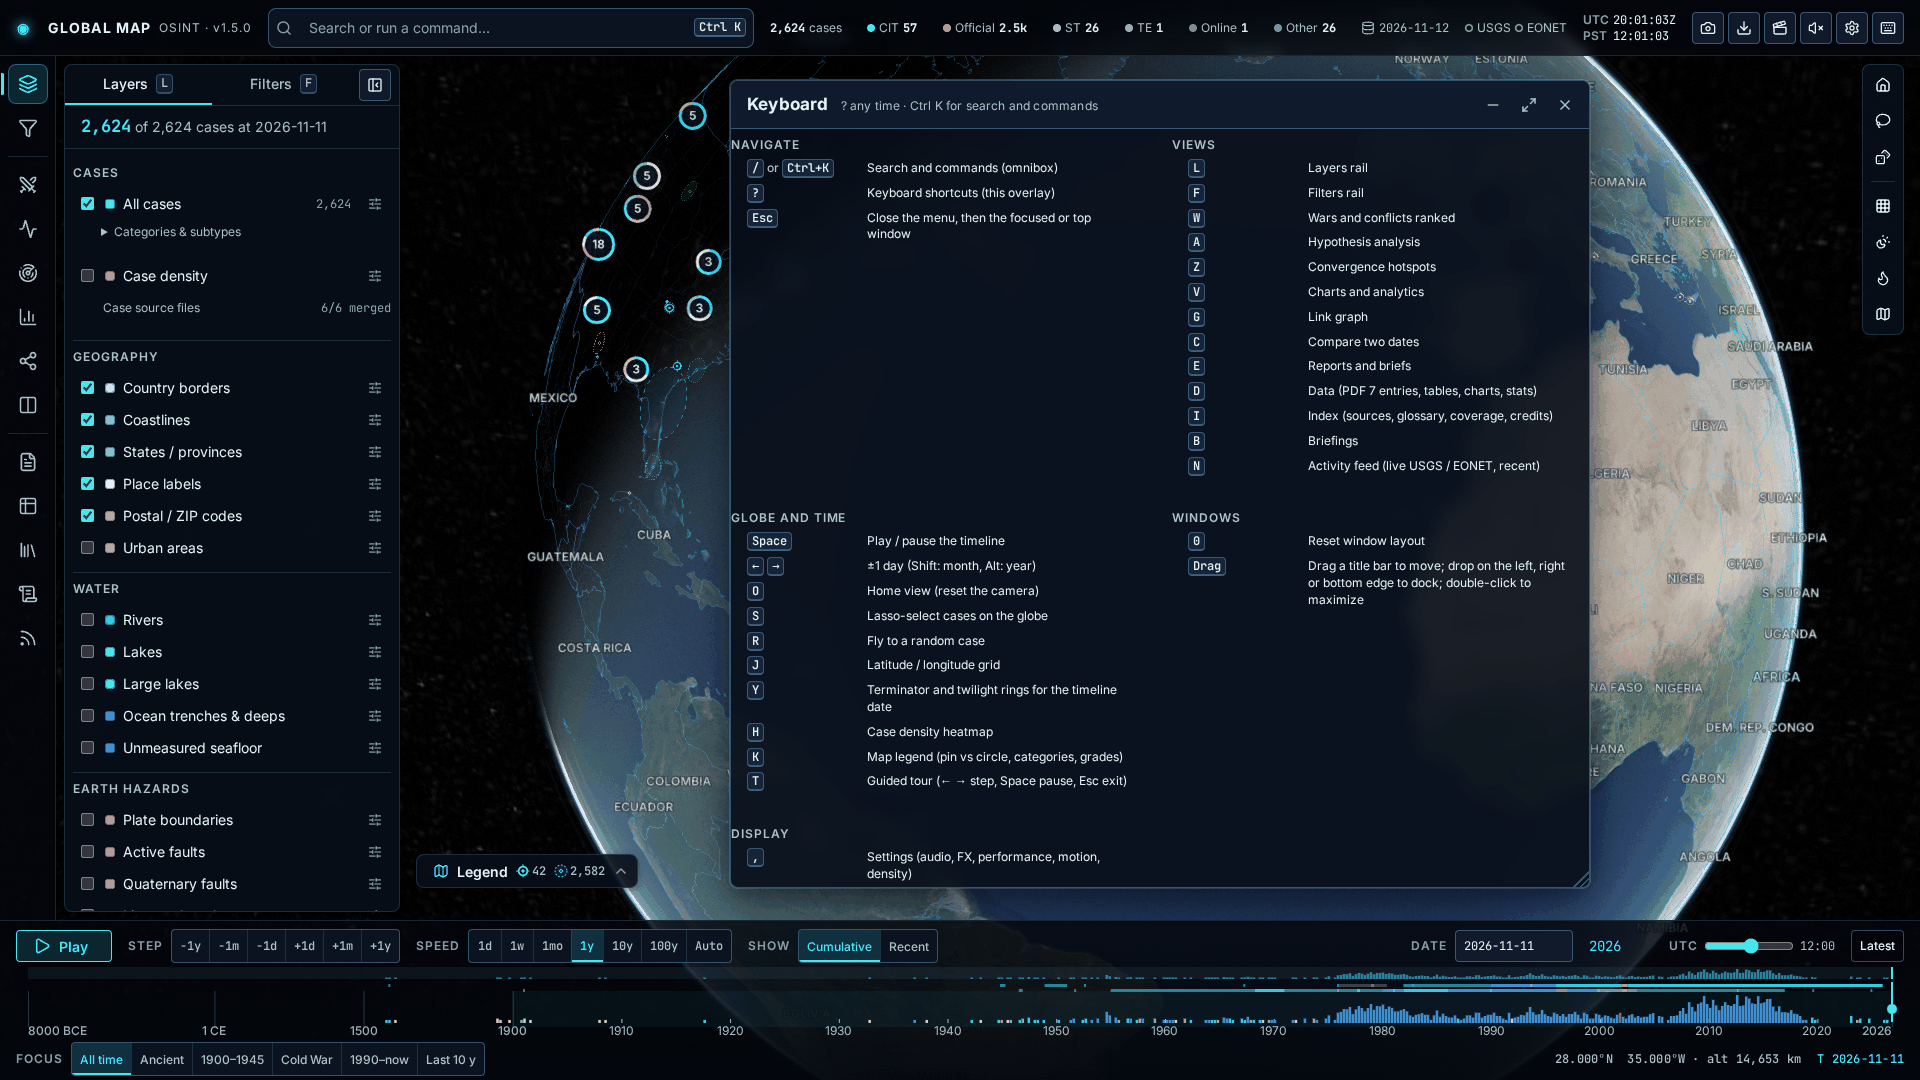 GLOBAL MAP OSINT · v1.5.0
Search or run a command... Ctrl K
2,624 cases CIT 57 Official 2.5k ST 26 TE 1 Online 1 Other 26 2026-11-12 USGS EONET
UTC 20:01:03Z
PST 12:01:03
Layers L Filters F
2,624 of 2,624 cases at 2026-11-11
CASES
All cases 2,624
Categories & subtypes
Case density
Case source files 6/6 merged
GEOGRAPHY
Country borders
Coastlines
States / provinces
Place labels
Postal / ZIP codes
Urban areas
WATER
Rivers
Lakes
Large lakes
Ocean trenches & deeps
Unmeasured seafloor
EARTH HAZARDS
Plate boundaries
Active faults
Quaternary faults
5
5
5
18
3
5
3
3
MEXICO
CUBA
GUATEMALA
COSTA RICA
COLOMBIA
ECUADOR
Legend 42 2,582
Keyboard ? any time · Ctrl K for search and commands
NAVIGATE
/ or Ctrl+K Search and commands (omnibox)
? Keyboard shortcuts (this overlay)
Esc Close the menu, then the focused or top
window
VIEWS
L Layers rail
F Filters rail
W Wars and conflicts ranked
A Hypothesis analysis
Z Convergence hotspots
V Charts and analytics
G Link graph
C Compare two dates
E Reports and briefs
D Data (PDF 7 entries, tables, charts, stats)
I Index (sources, glossary, coverage, credits)
B Briefings
N Activity feed (live USGS / EONET, recent)
GLOBE AND TIME
Space Play / pause the timeline
← → ±1 day (Shift: month, Alt: year)
O Home view (reset the camera)
S Lasso-select cases on the globe
R Fly to a random case
J Latitude / longitude grid
Y Terminator and twilight rings for the timeline
date
H Case density heatmap
K Map legend (pin vs circle, categories, grades)
T Guided tour (← → step, Space pause, Esc exit)
WINDOWS
0 Reset window layout
Drag Drag a title bar to move; drop on the left, right
or bottom edge to dock; double-click to
maximize
DISPLAY
, Settings (audio, FX, performance, motion,
density)
NORWAY ESTONIA
ROMANIA
TURKEY
GREECE SYRIA
ISRAEL
SAUDI ARABIA
TUNISIA
EGYPT
LIBYA
GERIA
SUDAN
ETHIOPIA
CHAD
NIGER
S. SUDAN
UGANDA
AFRICA
NA FASO NIGERIA
DEM. REP. CONGO
HANA
GABON
ANGOLA
NAMIBIA
BOLIVIA
Play STEP -1y -1m -1d +1d +1m +1y SPEED 1d 1w 1mo 1y 10y 100y Auto SHOW Cumulative Recent DATE 2026-11-11 2026 UTC 12:00 Latest
8000 BCE 1 CE 1500 1900 1910 1920 1930 1940 1950 1960 1970 1980 1990 2000 2010 2020 2026
FOCUS All time Ancient 1900–1945 Cold War 1990–now Last 10 y 28.000°N 35.000°W · alt 14,653 km T 2026-11-11